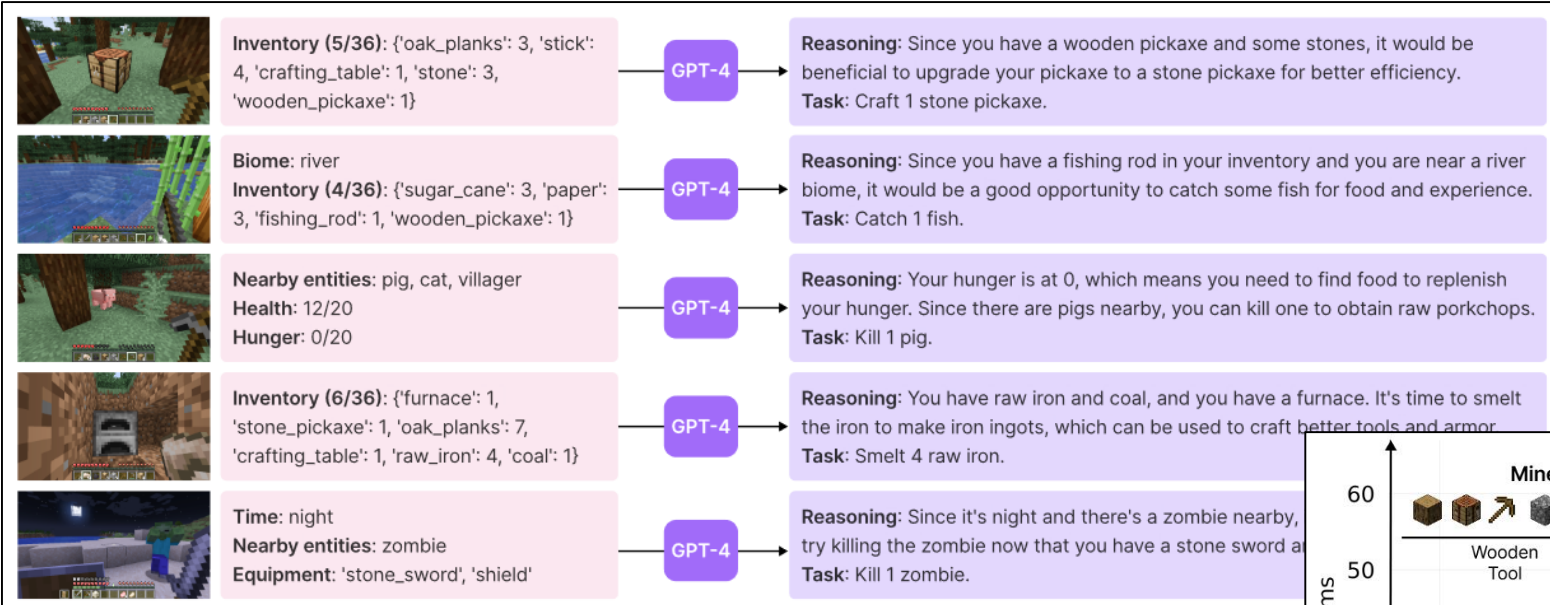 Inventory (5/36): {'oak_planks': 3, 'stick':
4, 'crafting_table': 1, 'stone': 3,
'wooden_pickaxe': 1}
GPT-4
Reasoning: Since you have a wooden pickaxe and some stones, it would be
beneficial to upgrade your pickaxe to a stone pickaxe for better efficiency.
Task: Craft 1 stone pickaxe.
Biome: river
Inventory (4/36): {'sugar_cane': 3, 'paper':
3, 'fishing_rod': 1, 'wooden_pickaxe': 1}
GPT-4
Reasoning: Since you have a fishing rod in your inventory and you are near a river
biome, it would be a good opportunity to catch some fish for food and experience.
Task: Catch 1 fish.
Nearby entities: pig, cat, villager
Health: 12/20
Hunger: 0/20
GPT-4
Reasoning: Your hunger is at 0, which means you need to find food to replenish
your hunger. Since there are pigs nearby, you can kill one to obtain raw porkchops.
Task: Kill 1 pig.
Inventory (6/36): {'furnace': 1,
'stone_pickaxe': 1, 'oak_planks': 7,
'crafting_table': 1, 'raw_iron': 4, 'coal': 1}
GPT-4
Reasoning: You have raw iron and coal, and you have a furnace. It's time to smelt
the iron to make iron ingots, which can be used to craft better tools and armor
Task: Smelt 4 raw iron.
Time: night
Nearby entities: zombie
Equipment: 'stone_sword', 'shield'
GPT-4
Reasoning: Since it's night and there's a zombie nearby,
try killing the zombie now that you have a stone sword
Task: Kill 1 zombie.
60
50
Wooden
Tool